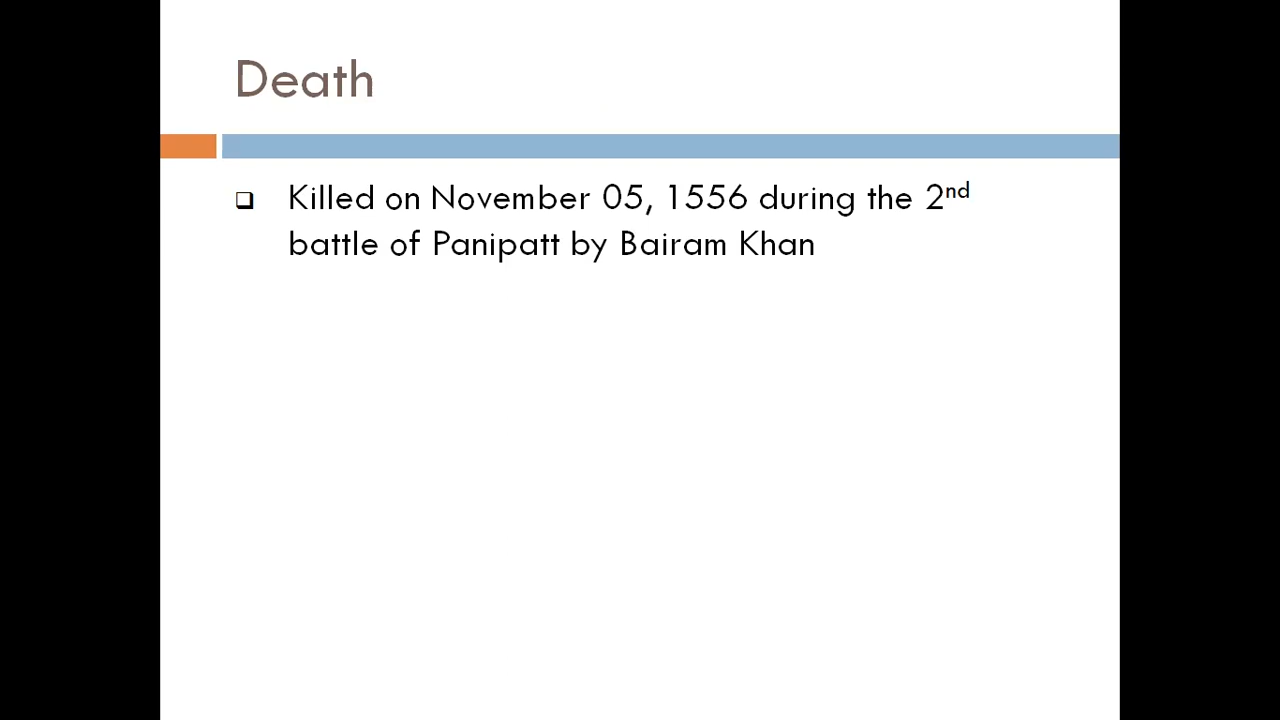 Death
❑ Killed on November 05, 1556 during the 2nd
battle of Panipatt by Bairam Khan